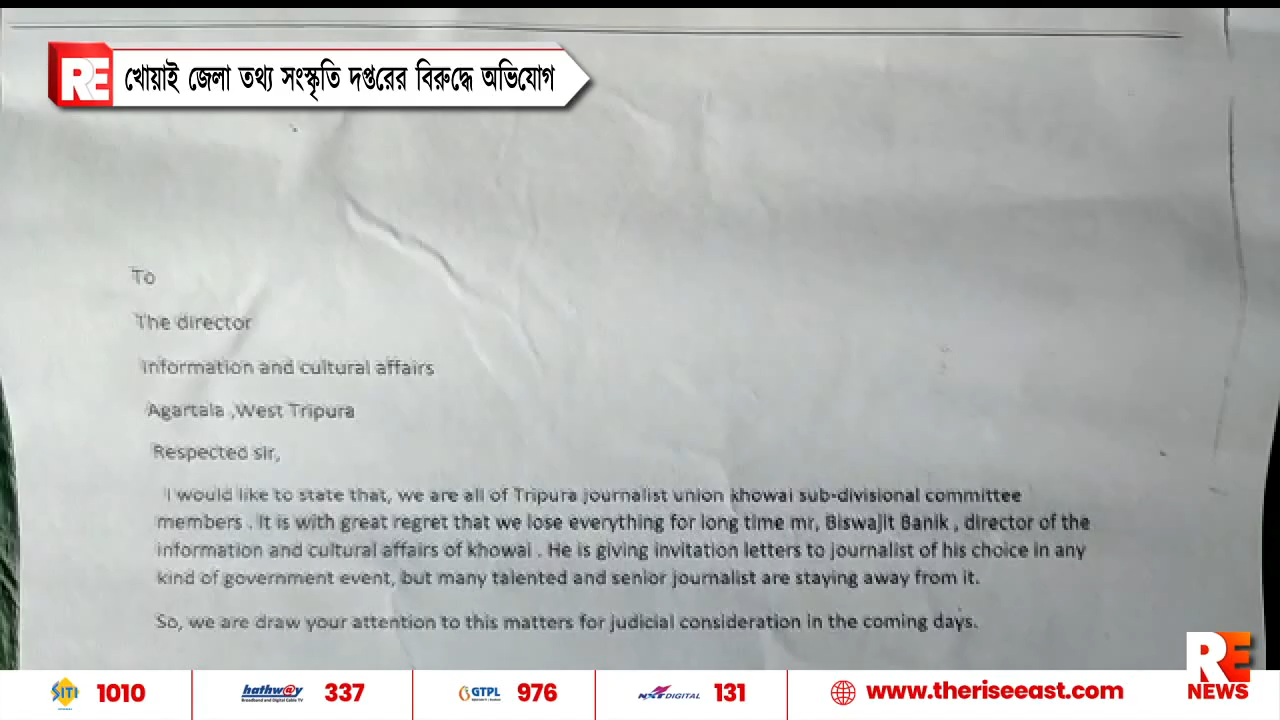 RE খোয়াই জেলা তথ্য সংস্কৃতি দপ্তরের বিরুদ্ধে অভিযোগ
To
The director
Information and cultural affairs
Agartala ,West Tripura
Respected sir,
I would like to state that, we are all of Tripura journalist union khowai sub-divisional committee
members . It is with great regret that we lose everything for long time mr, Biswajit Banik , director of the
information and cultural affairs of khowai . He is giving invitation letters to journalist of his choice in any
kind of government event, but many talented and senior journalist are staying away from it.
So, we are draw your attention to this matters for judicial consideration in the coming days.
RE
NEWS
SITI 1010 hathw@y 337 GTPL 976 NXTDIGITAL 131 www.theriseeast.com